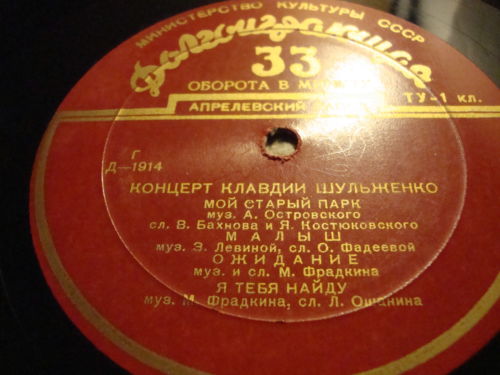 МИНИСТЕРСТВО КУЛЬТУРЫ СССР
Долгоиграющая
33
ОБОРОТА В
АПРЕЛЕВСКИЙ
ТУ-1 кл.
Г
Д—1914
КОНЦЕРТ КЛАВДИИ ШУЛЬЖЕНКО
МОЙ СТАРЫЙ ПАРК
муз. А. Островского
сл. В. Бахнова и Я. Костюковского
МАЛЫШ
муз. З. Левиной, сл. О. Фадеевой
ОЖИДАНИЕ
муз. и сл. М. Фрадкина
Я ТЕБЯ НАЙДУ
муз. М. Фрадкина, сл. Л. Ошанина